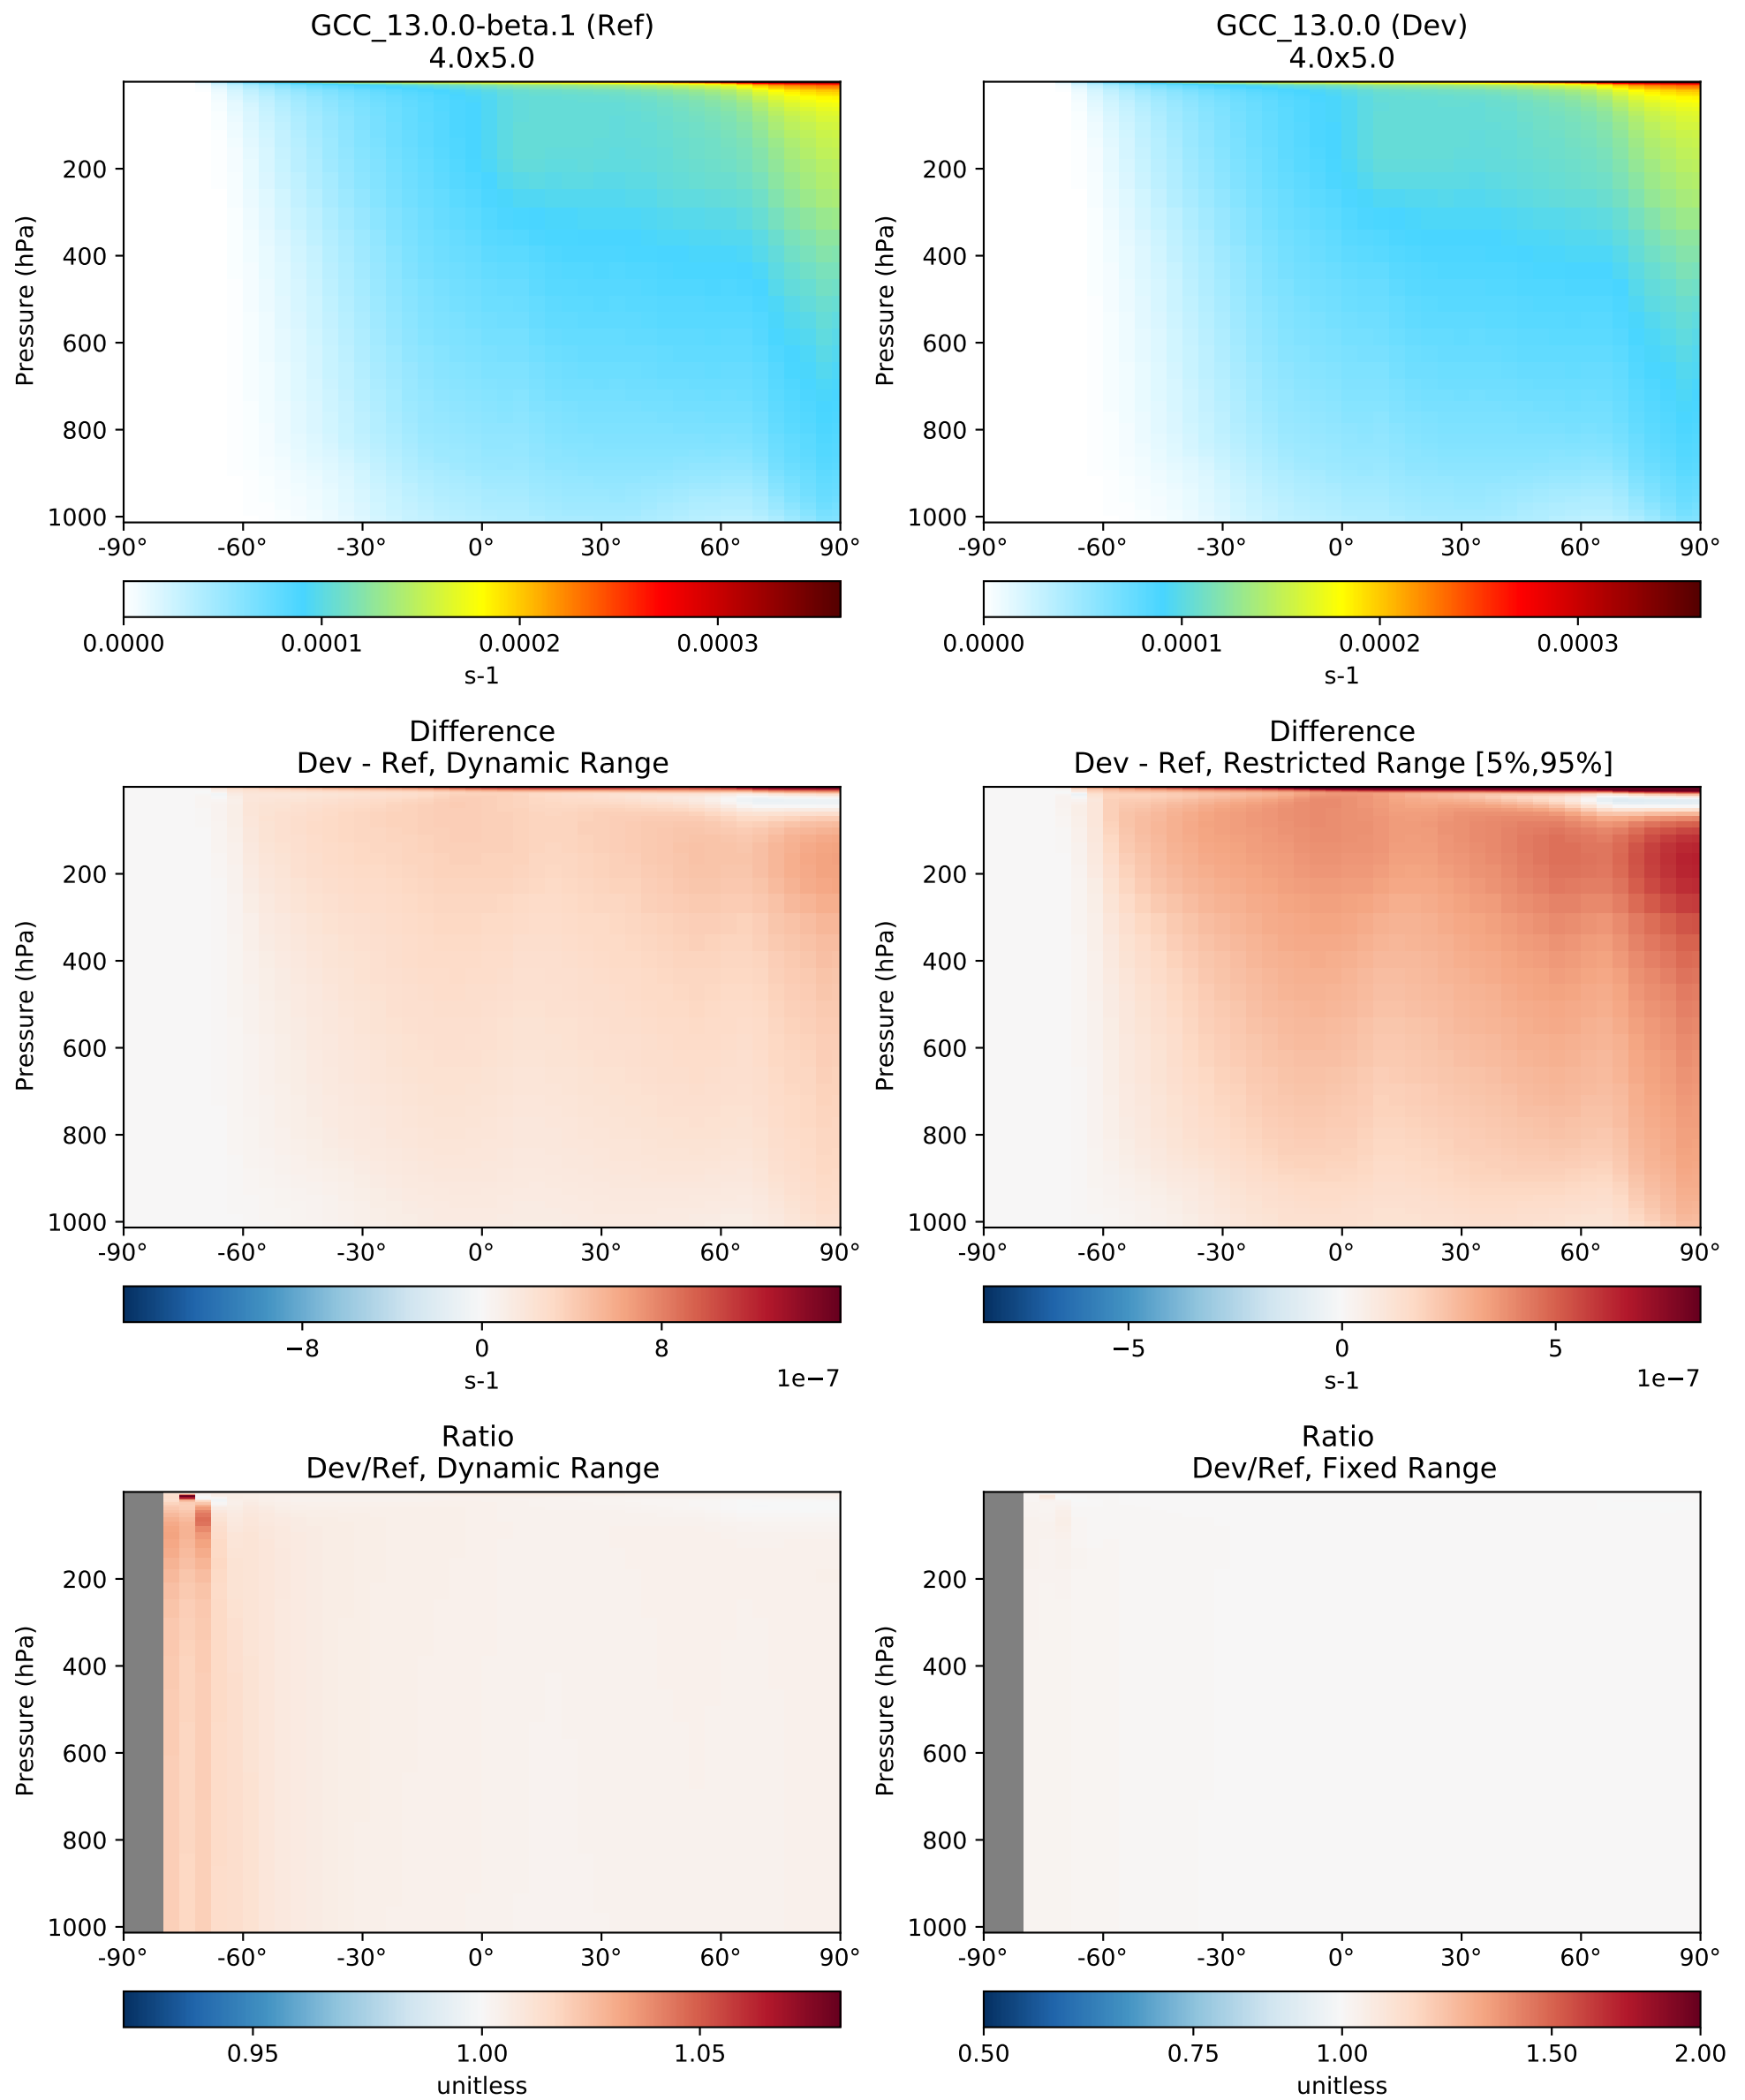 GCC_13.0.0-beta.1 (Ref)
4.0x5.0
Pressure (hPa)
200
400
600
800
1000
-90° -60° -30° 0° 30° 60° 90°
0.0000 0.0001 0.0002 0.0003
s-1
GCC_13.0.0 (Dev)
4.0x5.0
Pressure (hPa)
200
400
600
800
1000
-90° -60° -30° 0° 30° 60° 90°
0.0000 0.0001 0.0002 0.0003
s-1
Difference
Dev - Ref, Dynamic Range
Pressure (hPa)
200
400
600
800
1000
-90° -60° -30° 0° 30° 60° 90°
−8 0 8
s-1 1e−7
Difference
Dev - Ref, Restricted Range [5%,95%]
Pressure (hPa)
200
400
600
800
1000
-90° -60° -30° 0° 30° 60° 90°
−5 0 5
s-1 1e−7
Ratio
Dev/Ref, Dynamic Range
Pressure (hPa)
200
400
600
800
1000
-90° -60° -30° 0° 30° 60° 90°
0.95 1.00 1.05
unitless
Ratio
Dev/Ref, Fixed Range
Pressure (hPa)
200
400
600
800
1000
-90° -60° -30° 0° 30° 60° 90°
0.50 0.75 1.00 1.50 2.00
unitless